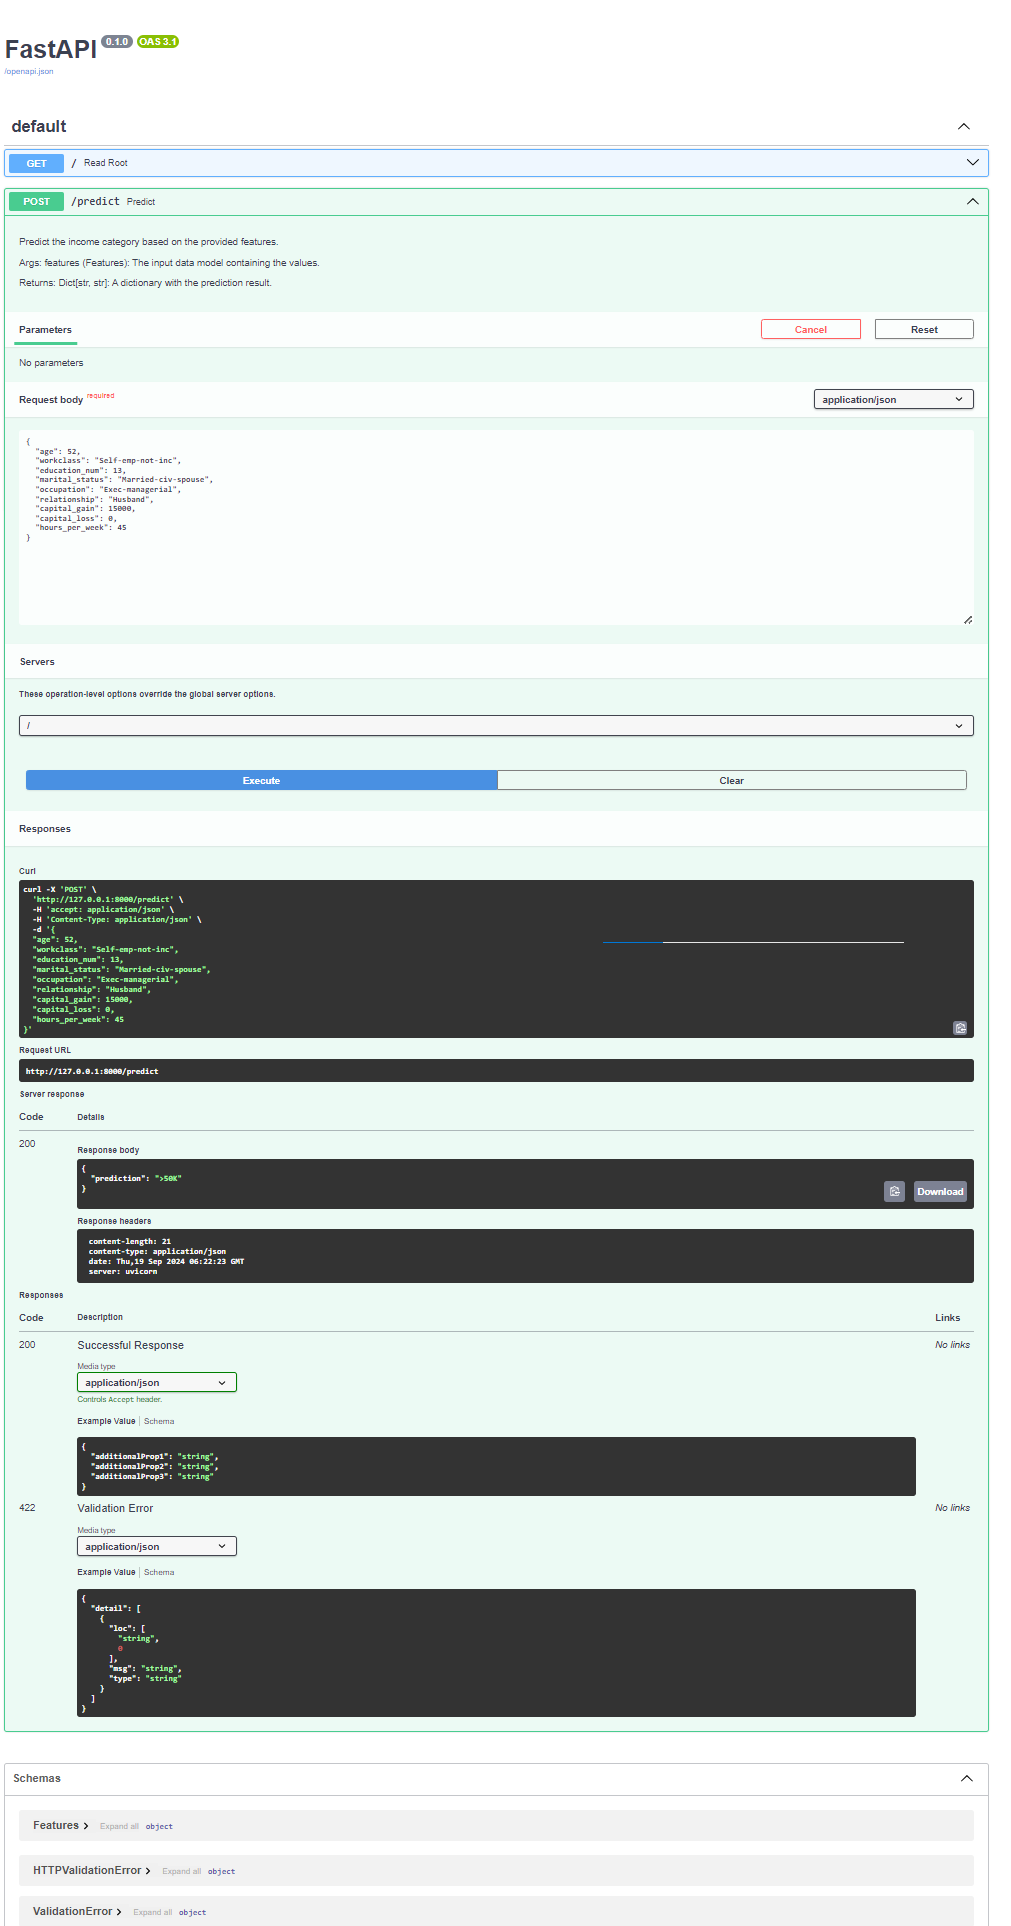 FastAPI 0.1.0 OAS 3.1
/openapi.json
default
GET / Read Root
POST /predict Predict
Predict the income category based on the provided features.
Args: features (Features): The input data model containing the values.
Returns: Dict[str, str]: A dictionary with the prediction result.
Parameters Cancel Reset
No parameters
Request body required application/json
{
"age": 52,
"workclass": "Self-emp-not-inc",
"education_num": 13,
"marital_status": "Married-civ-spouse",
"occupation": "Exec-managerial",
"relationship": "Husband",
"capital_gain": 15000,
"capital_loss": 0,
"hours_per_week": 45
}
Servers
These operation-level options override the global server options.
/
Execute Clear
Responses
Curl
curl -X 'POST' \
'http://127.0.0.1:8000/predict' \
-H 'accept: application/json' \
-H 'Content-Type: application/json' \
-d '{
"age": 52,
"workclass": "Self-emp-not-inc",
"education_num": 13,
"marital_status": "Married-civ-spouse",
"occupation": "Exec-managerial",
"relationship": "Husband",
"capital_gain": 15000,
"capital_loss": 0,
"hours_per_week": 45
}'
Request URL
http://127.0.0.1:8000/predict
Server response
Code Details
200
Response body
{
"prediction": ">50K"
}
Download
Response headers
content-length: 21
content-type: application/json
date: Thu,19 Sep 2024 06:22:23 GMT
server: uvicorn
Responses
Code Description Links
200 Successful Response No links
Media type
application/json
Controls Accept header.
Example Value Schema
{
"additionalProp1": "string",
"additionalProp2": "string",
"additionalProp3": "string"
}
422 Validation Error No links
Media type
application/json
Example Value Schema
{
"detail": [
{
"loc": [
"string",
0
],
"msg": "string",
"type": "string"
}
]
}
Schemas
Features Expand all object
HTTPValidationError Expand all object
ValidationError Expand all object